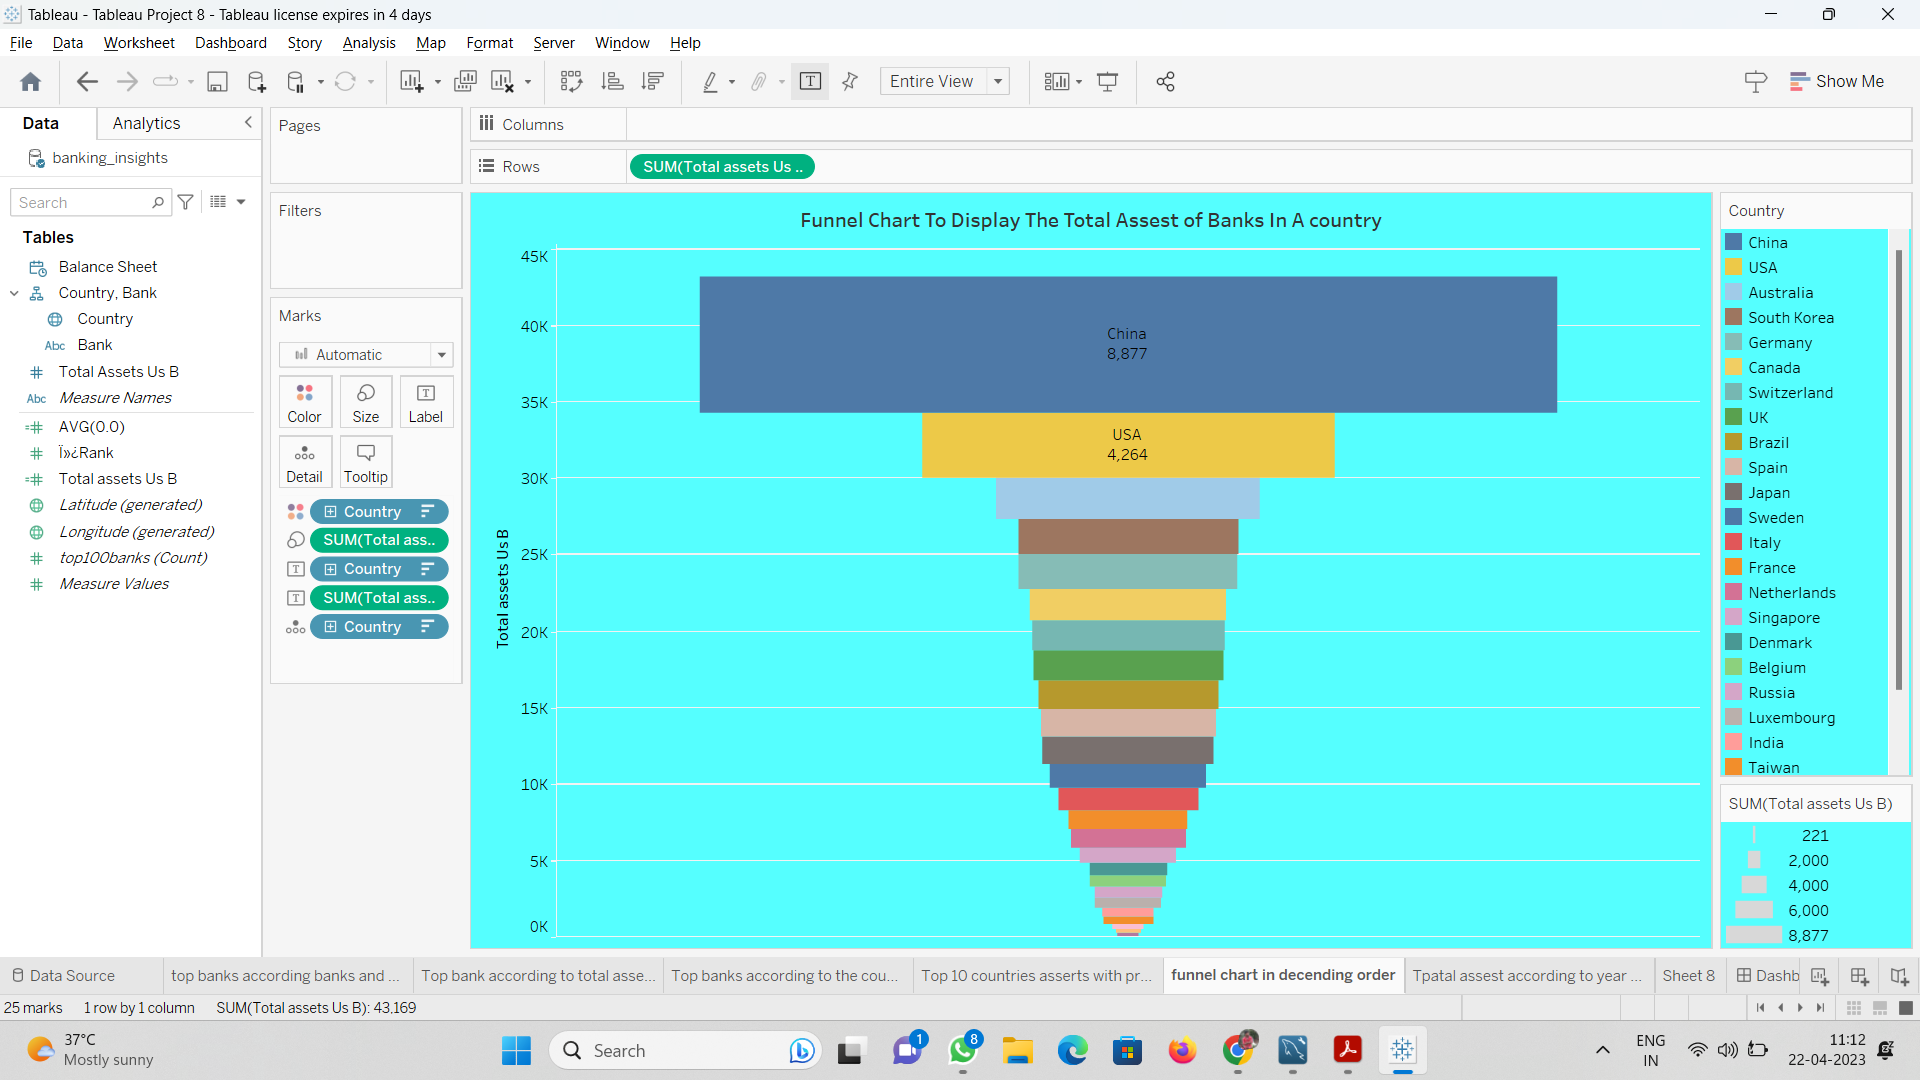 Tableau - Tableau Project 8 - Tableau license expires in 4 days
File Data Worksheet Dashboard Story Analysis Map Format Server Window Help
Entire View
Show Me
Data Analytics
banking_insights
Search
Tables
Balance Sheet
Country, Bank
Country
Abc Bank
Total Assets Us B
Abc Measure Names
AVG(0.0)
Ï»¿Rank
Total assets Us B
Latitude (generated)
Longitude (generated)
top100banks (Count)
Measure Values
Pages
Filters
Marks
Automatic
Color Size Label
Detail Tooltip
Country
SUM(Total ass..
Country
SUM(Total ass..
Country
Columns
Rows SUM(Total assets Us ..
Funnel Chart To Display The Total Assest of Banks In A country
Total assets Us B
45K
40K
35K
30K
25K
20K
15K
10K
5K
0K
China
8,877
USA
4,264
Country
China
USA
Australia
South Korea
Germany
Canada
Switzerland
UK
Brazil
Spain
Japan
Sweden
Italy
France
Netherlands
Singapore
Denmark
Belgium
Russia
Luxembourg
India
Taiwan
SUM(Total assets Us B)
221
2,000
4,000
6,000
8,877
Data Source top banks according banks and ... Top bank according to total asse... Top banks according to the cou... Top 10 countries asserts with pr... funnel chart in decending order Tpatal assest according to year ... Sheet 8 Dashb
25 marks 1 row by 1 column SUM(Total assets Us B): 43,169
37°C
Mostly sunny
Search
1
8
ENG
IN
11:12
22-04-2023